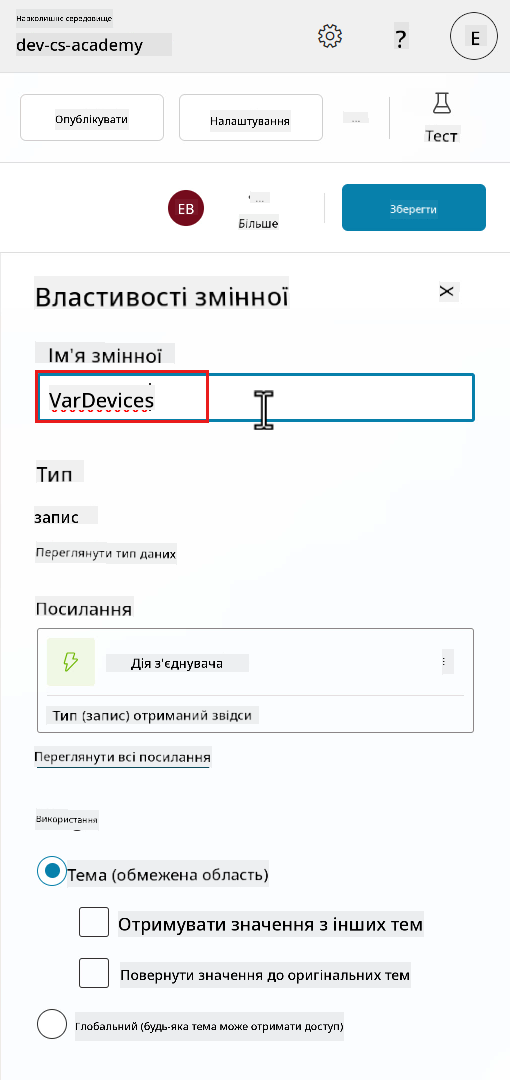 Навколишнє середовище
dev-cs-academy
?
E
Опублікувати
Налаштування
...
Тест
EB
...
Більше
Зберегти
Властивості змінної
Ім'я змінної
VarDevices
Тип
запис
Переглянути тип даних
Посилання
Дія з'єднувача
Тип (запис) отриманий звідси
Переглянути всі посилання
Використання
Тема (обмежена область)
Отримувати значення з інших тем
Повернути значення до оригінальних тем
Глобальний (будь-яка тема може отримати доступ)